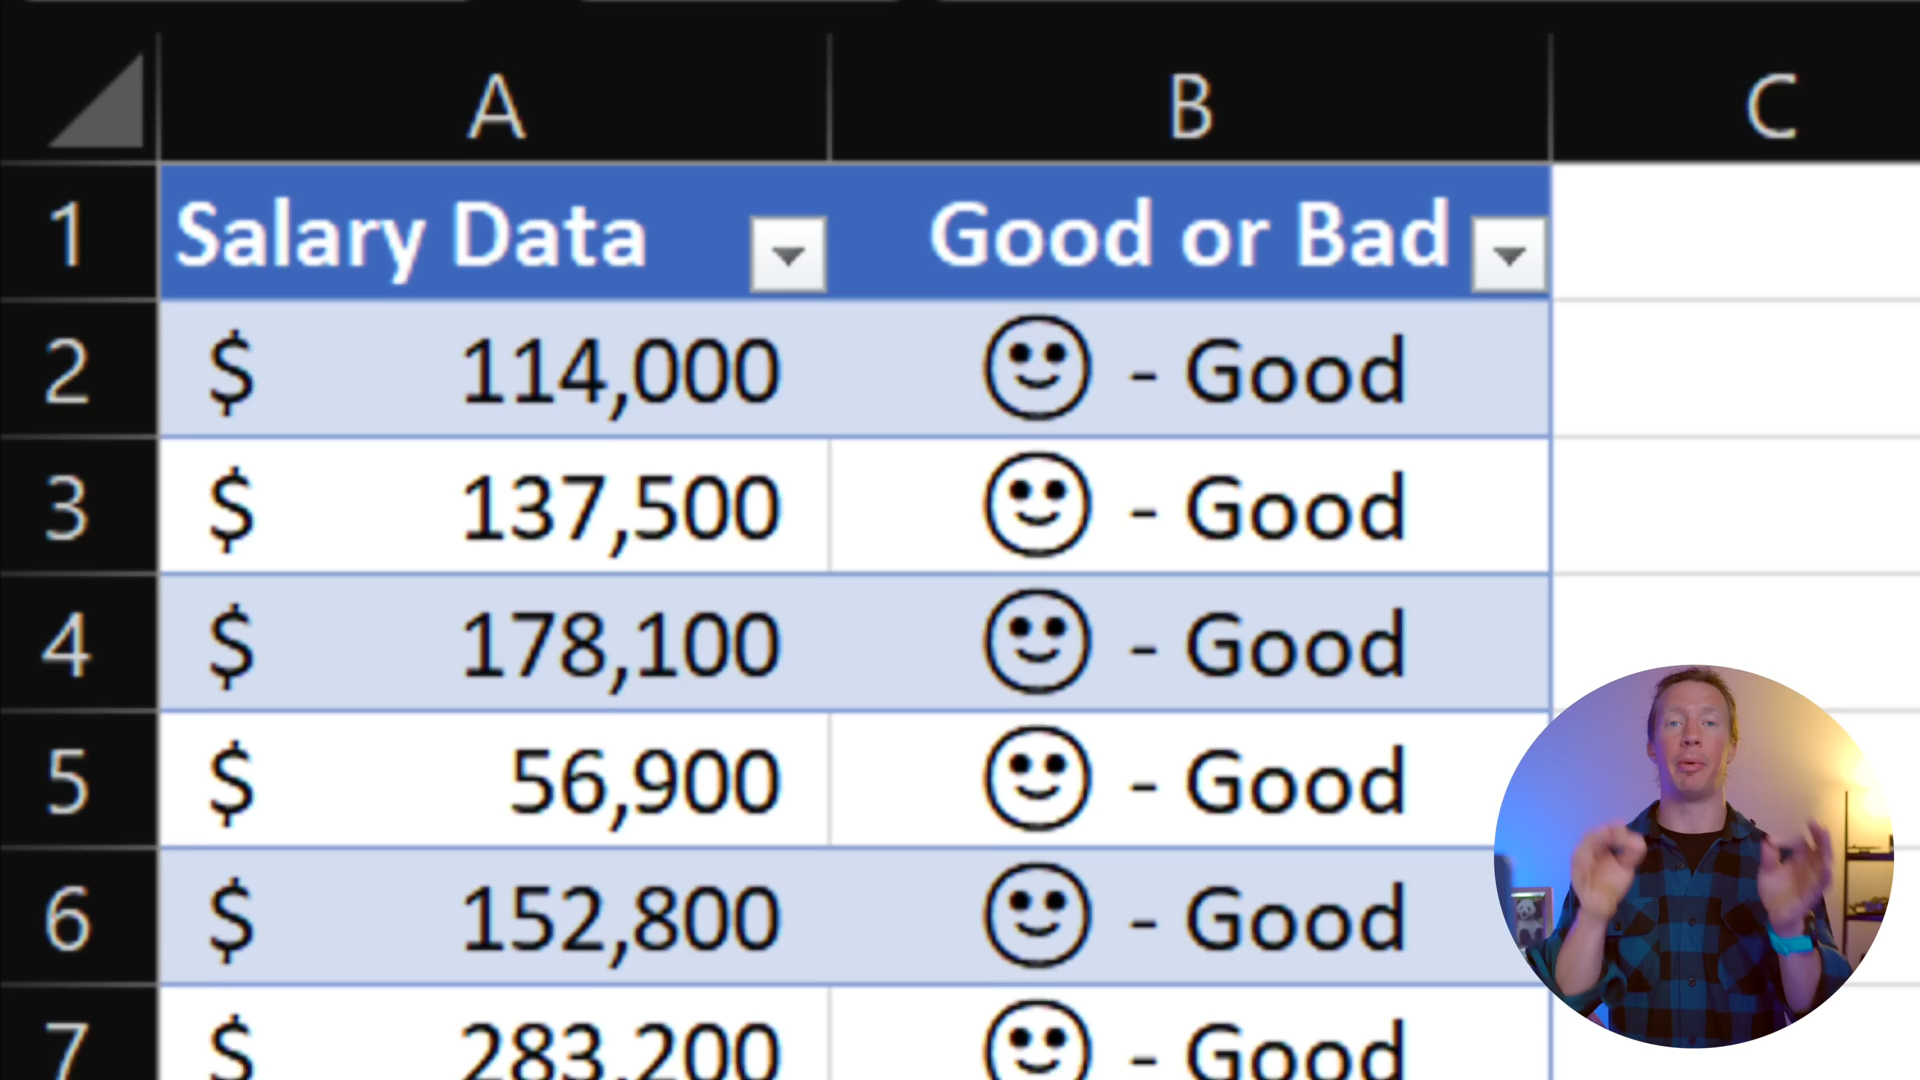 A B C
1 Salary Data Good or Bad
2 $ 114,000 ☺ - Good
3 $ 137,500 ☺ - Good
4 $ 178,100 ☺ - Good
5 $ 56,900 ☺ - Good
6 $ 152,800 ☺ - Good
7 $ 283,200 ☺ - Good